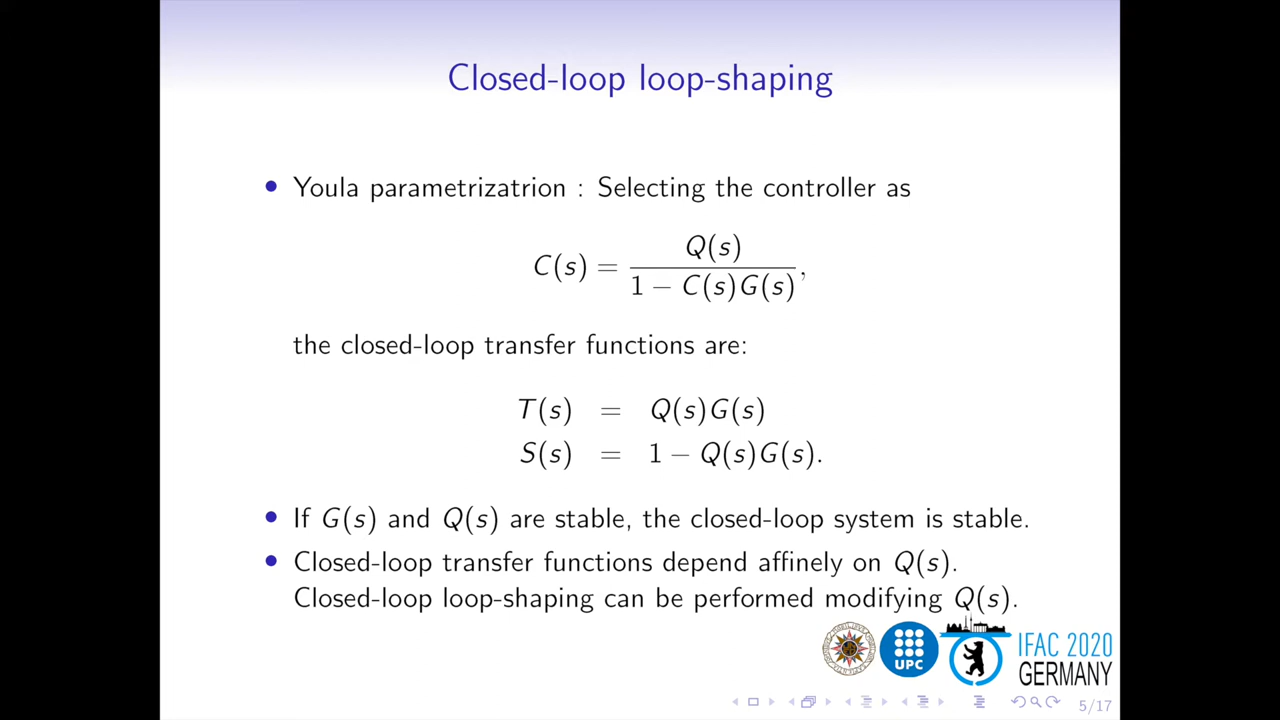 Closed-loop loop-shaping
• Youla parametrizatrion : Selecting the controller as
C(s) = Q(s) / (1 − C(s)G(s)),
the closed-loop transfer functions are:
T(s) = Q(s)G(s)
S(s) = 1 − Q(s)G(s).
• If G(s) and Q(s) are stable, the closed-loop system is stable.
• Closed-loop transfer functions depend affinely on Q(s).
Closed-loop loop-shaping can be performed modifying Q(s).
UPC
IFAC 2020
GERMANY
5/17